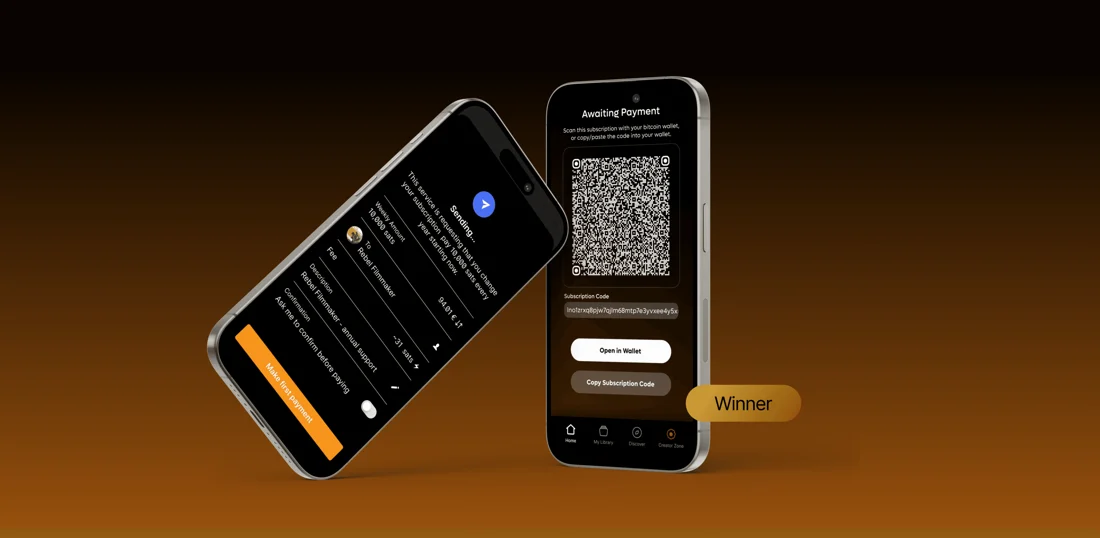 Sending...
This service is requesting that you change
your subscription pay 10,000 sats every
year starting now.
Weekly Amount
10,000 sats
94.01 €
To
Rebel Filmmaker
Fee
~31 sats
Description
Rebel Filmmaker - annual support
Confirmation
Ask me to confirm before paying
Make first payment
Awaiting Payment
Scan this subscription with your bitcoin wallet,
or copy/paste the code into your wallet.
Subscription Code
lno1zrxq8pjw7qjlm68mtp7e3yvxee4y5x
Open in Wallet
Copy Subscription Code
Home
My Library
Discover
Creator Zone
Winner